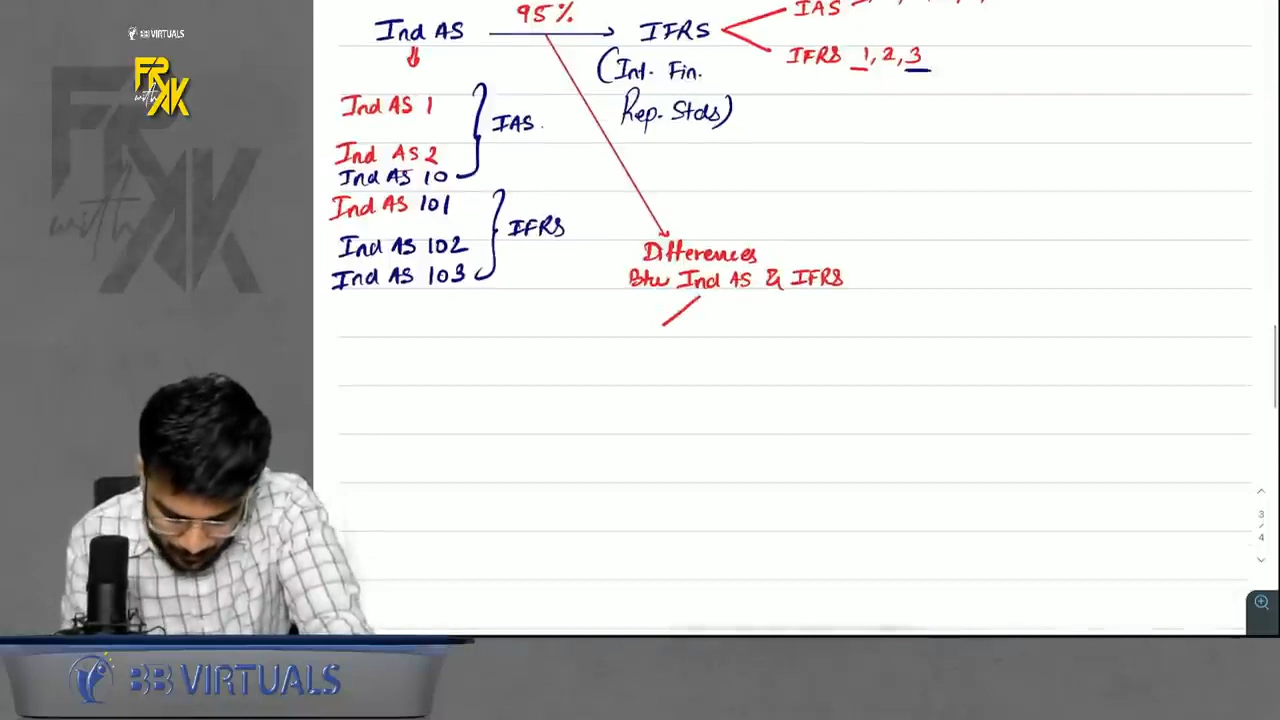 BB VIRTUALS
FR
with
KK
95%
Ind AS
IFRS
IAS
IFRS 1, 2, 3
(Int. Fin.
Rep. Stds)
Ind AS 1
Ind AS 2
Ind AS 10
IAS
Ind AS 101
Ind AS 102
Ind AS 103
IFRS
Differences
Btw Ind AS & IFRS
3
/
4
BB VIRTUALS